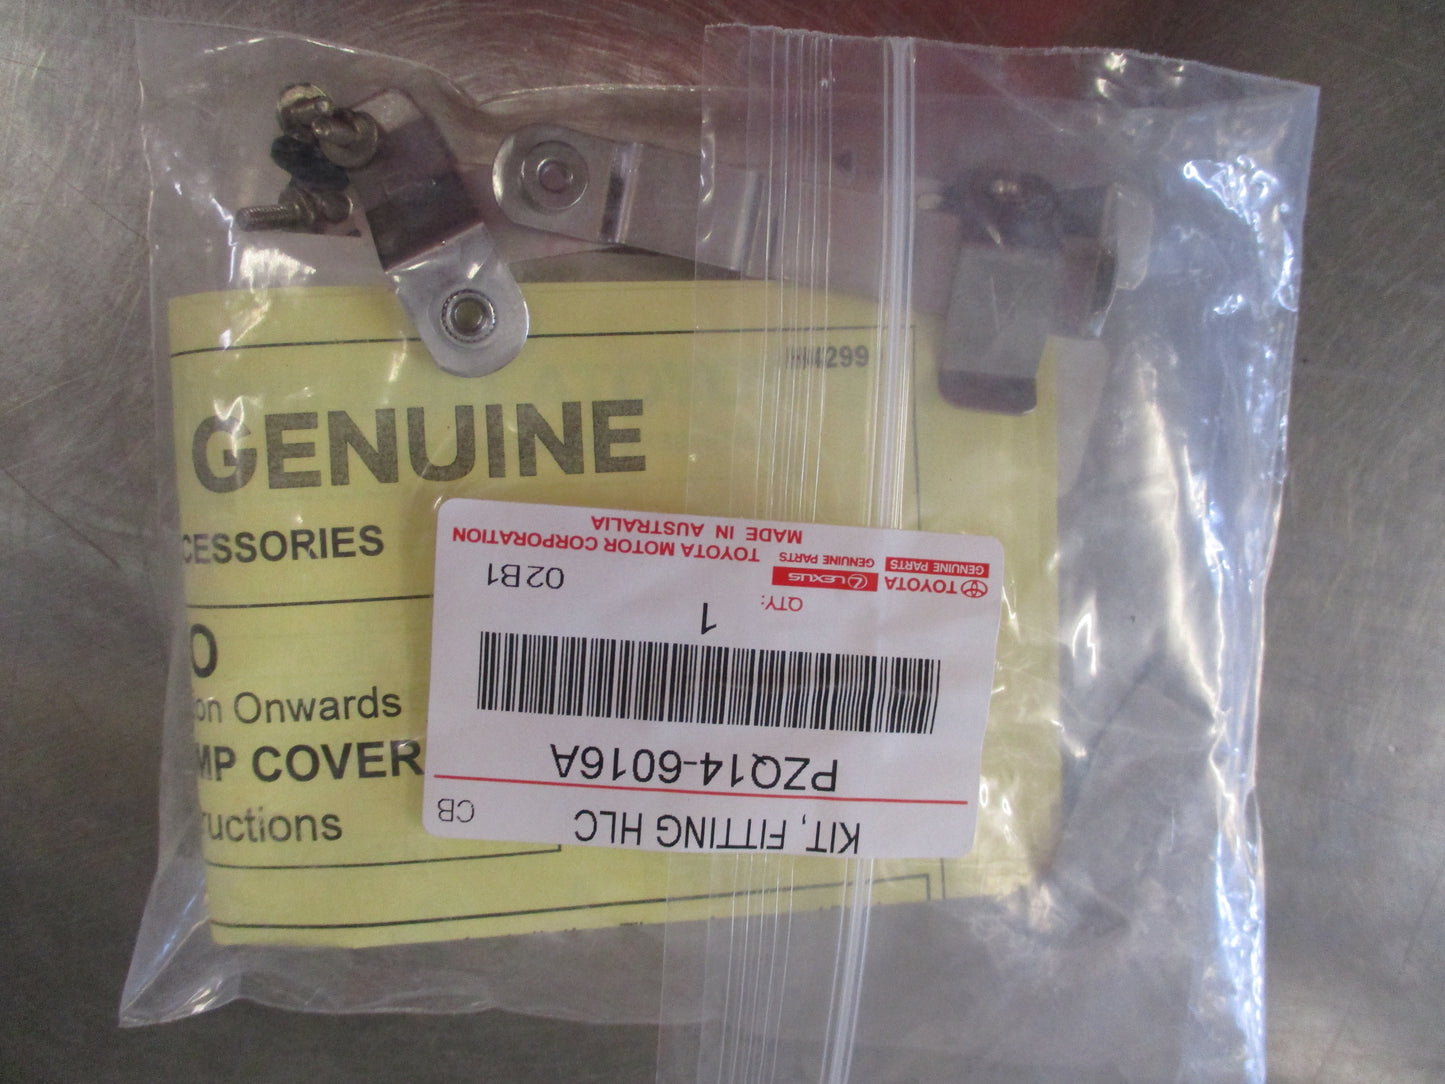 4299
GENUINE
CESSORIES
O
on Onwards
MP COVER
ructions
KIT, FITTING HLC
CB
PZQ14-6016A
1
QTY:
02B1
TOYOTA LEXUS
GENUINE PARTS GENUINE PARTS
TOYOTA MOTOR CORPORATION
MADE IN AUSTRALIA